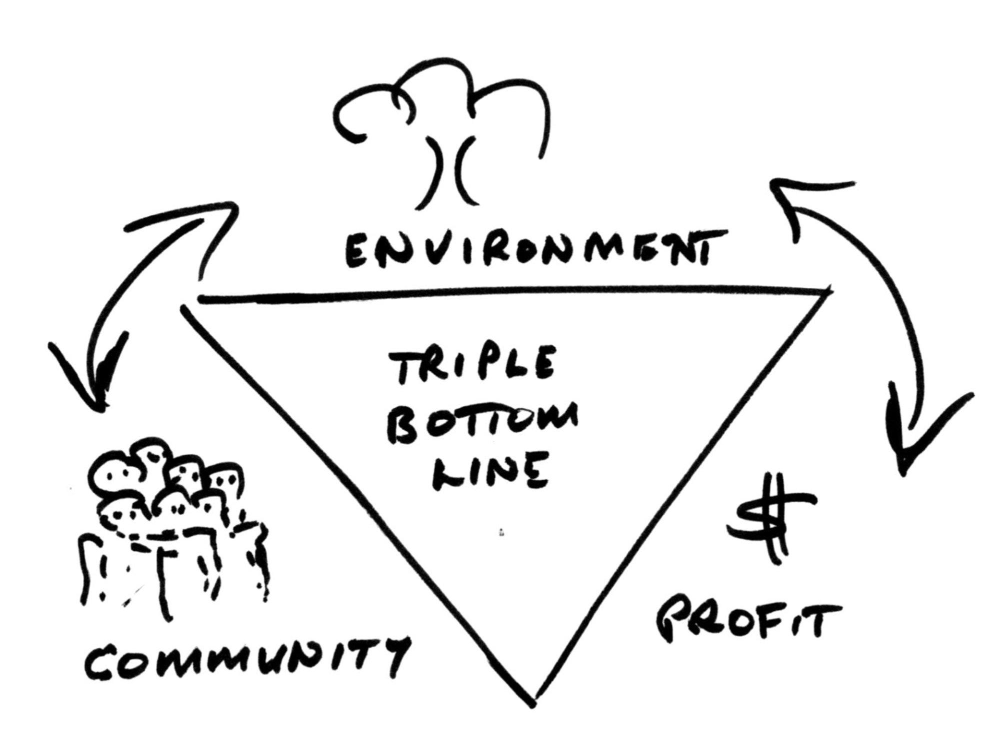 ENVIRONMENT
TRIPLE
BOTTOM
LINE
$
PROFIT
COMMUNITY